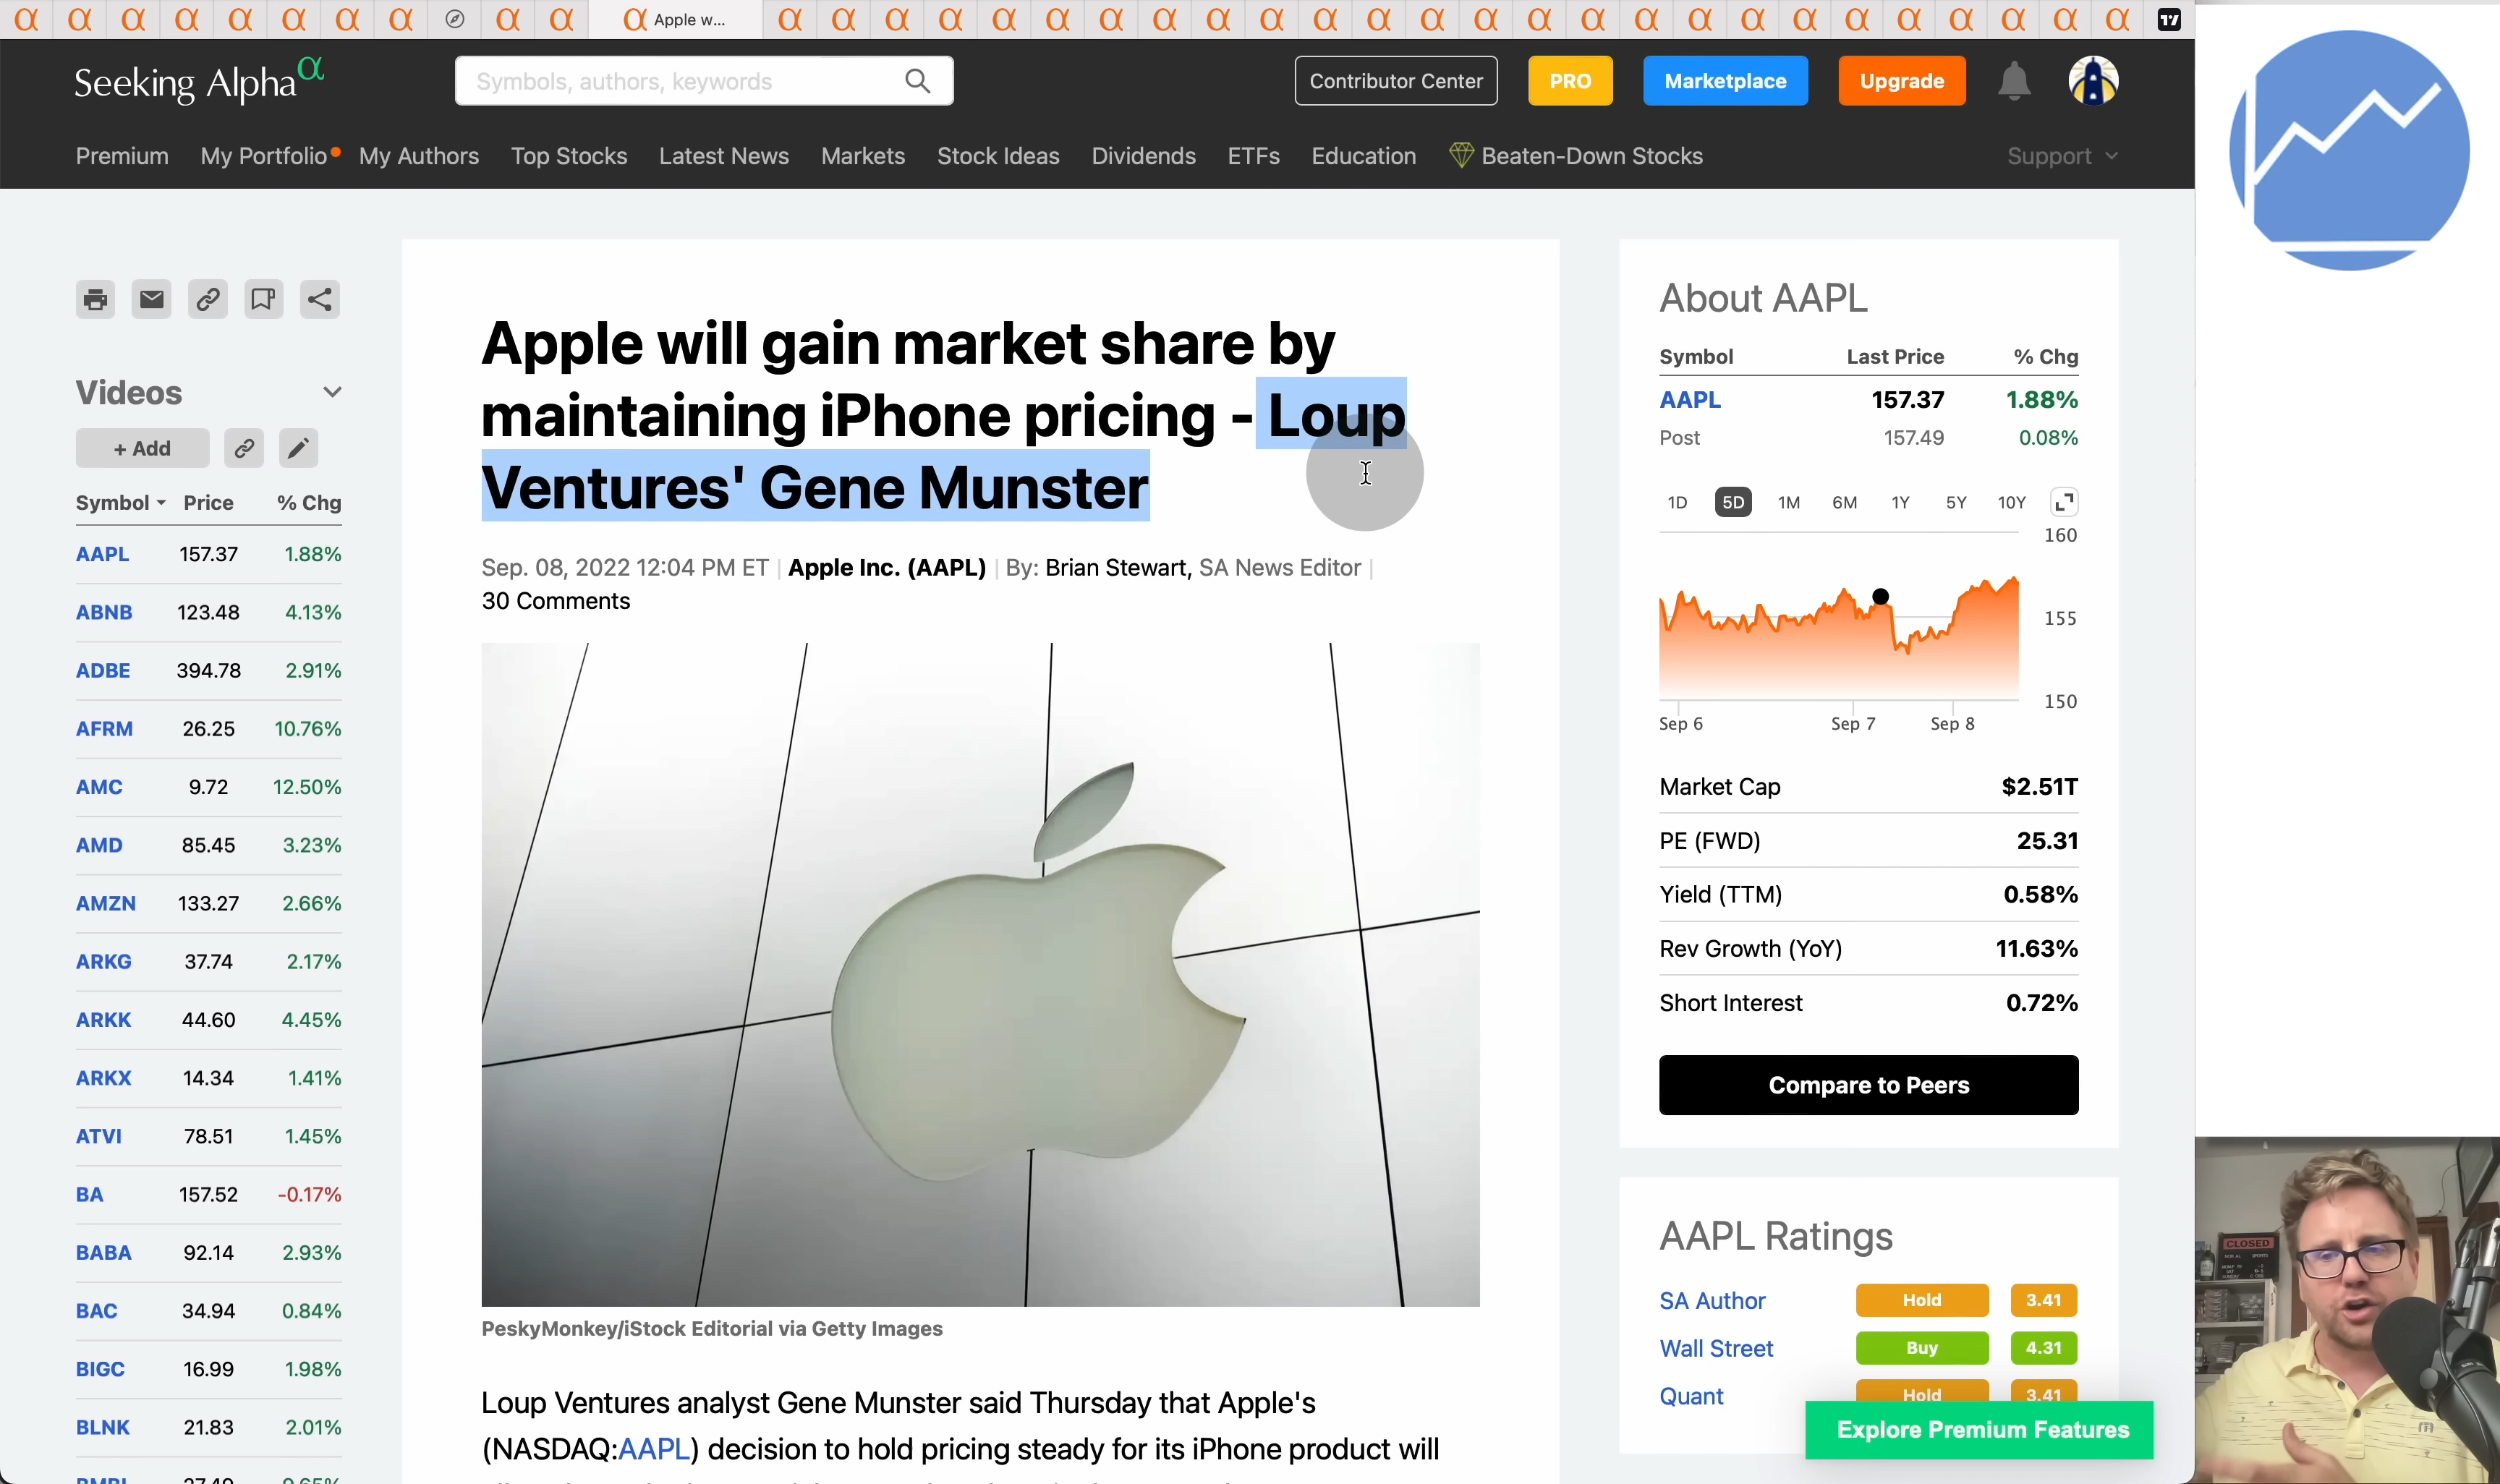 Apple w...
Seeking Alpha α
Symbols, authors, keywords
Contributor Center
PRO
Marketplace
Upgrade
Premium My Portfolio My Authors Top Stocks Latest News Markets Stock Ideas Dividends ETFs Education Beaten-Down Stocks Support
Videos
+ Add
Symbol Price % Chg
AAPL 157.37 1.88%
ABNB 123.48 4.13%
ADBE 394.78 2.91%
AFRM 26.25 10.76%
AMC 9.72 12.50%
AMD 85.45 3.23%
AMZN 133.27 2.66%
ARKG 37.74 2.17%
ARKK 44.60 4.45%
ARKX 14.34 1.41%
ATVI 78.51 1.45%
BA 157.52 -0.17%
BABA 92.14 2.93%
BAC 34.94 0.84%
BIGC 16.99 1.98%
BLNK 21.83 2.01%
Apple will gain market share by
maintaining iPhone pricing - Loup
Ventures' Gene Munster
Sep. 08, 2022 12:04 PM ET | Apple Inc. (AAPL) | By: Brian Stewart, SA News Editor |
30 Comments
PeskyMonkey/iStock Editorial via Getty Images
Loup Ventures analyst Gene Munster said Thursday that Apple's
(NASDAQ:AAPL) decision to hold pricing steady for its iPhone product will
About AAPL
Symbol Last Price % Chg
AAPL 157.37 1.88%
Post 157.49 0.08%
1D 5D 1M 6M 1Y 5Y 10Y
160
155
150
Sep 6 Sep 7 Sep 8
Market Cap $2.51T
PE (FWD) 25.31
Yield (TTM) 0.58%
Rev Growth (YoY) 11.63%
Short Interest 0.72%
Compare to Peers
AAPL Ratings
SA Author Hold 3.41
Wall Street Buy 4.31
Quant Hold 3.41
Explore Premium Features
CLOSED